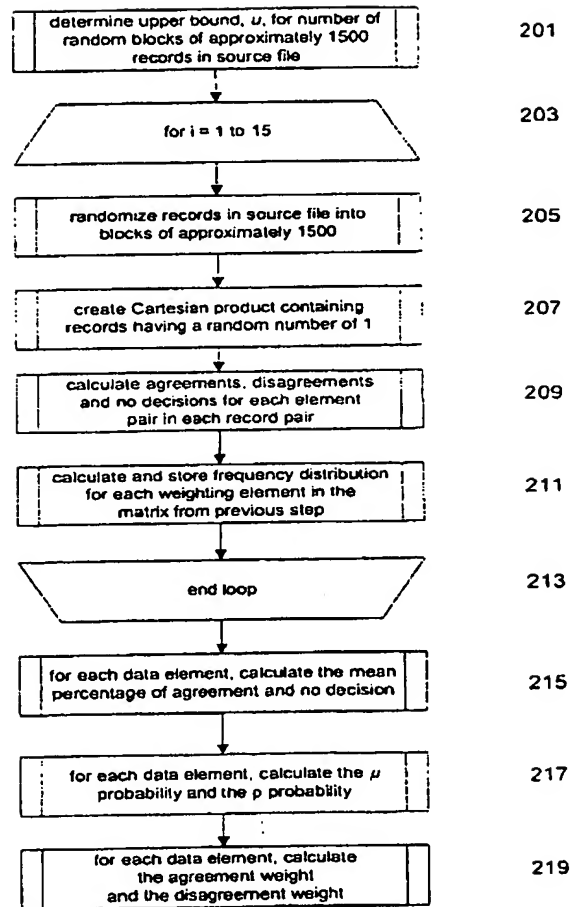 determine upper bound, u, for number of
random blocks of approximately 1500
records in source file
201
for i = 1 to 15
203
randomize records in source file into
blocks of approximately 1500
205
create Cartesian product containing
records having a random number of 1
207
calculate agreements, disagreements
and no decisions for each element
pair in each record pair
209
calculate and store frequency distribution
for each weighting element in the
matrix from previous step
211
end loop
213
for each data element, calculate the mean
percentage of agreement and no decision
215
for each data element, calculate the μ
probability and the p probability
217
for each data element, calculate
the agreement weight
and the disagreement weight
219